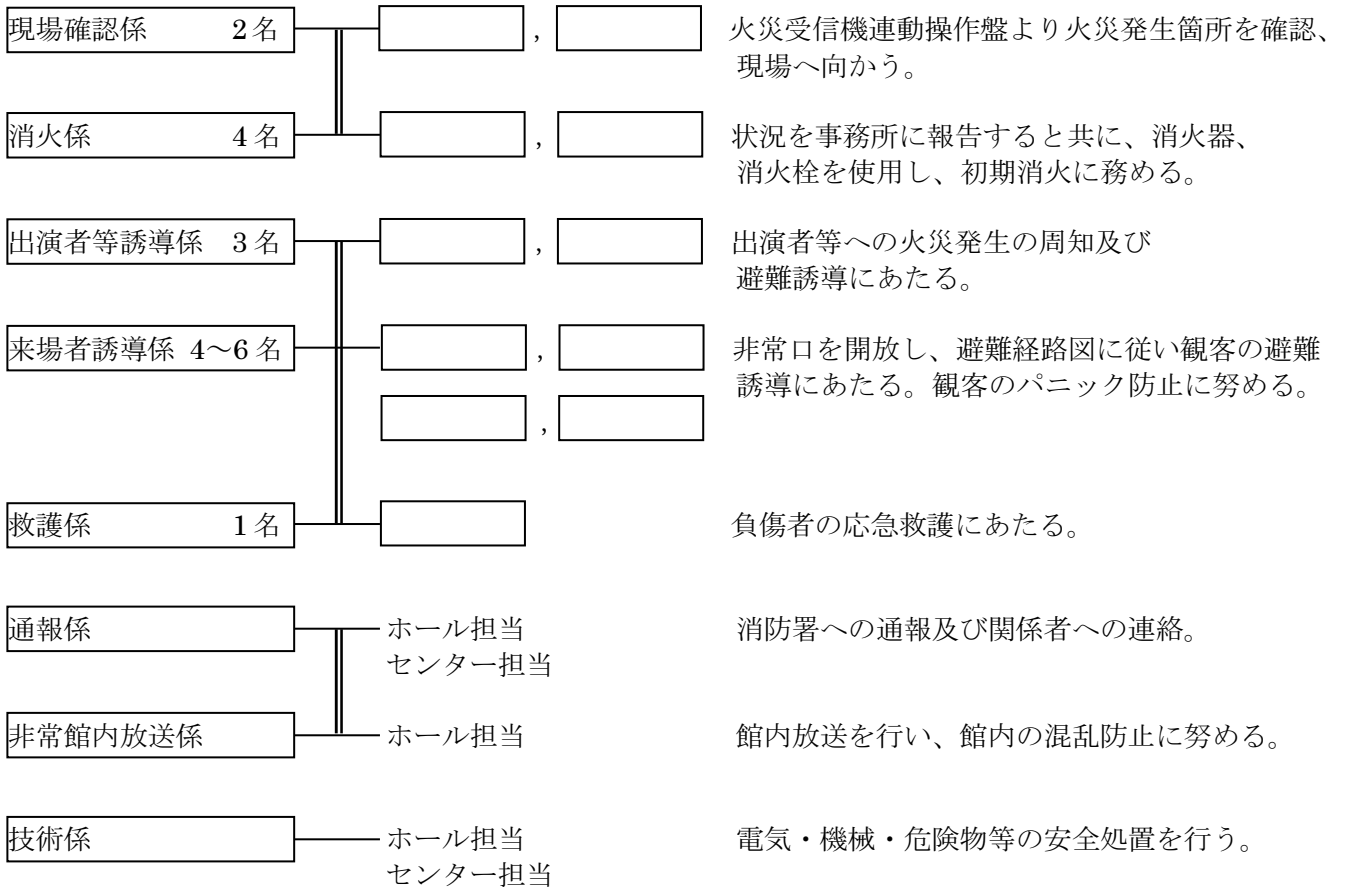 現場確認係 2名 , 火災受信機連動操作盤より火災発生箇所を確認、
現場へ向かう。
消火係 4名 , 状況を事務所に報告すると共に、消火器、
消火栓を使用し、初期消火に務める。
出演者等誘導係 3名 , 出演者等への火災発生の周知及び
避難誘導にあたる。
来場者誘導係 4～6名 , 非常口を開放し、避難経路図に従い観客の避難
誘導にあたる。観客のパニック防止に努める。
,
救護係 1名 負傷者の応急救護にあたる。
通報係 ホール担当 消防署への通報及び関係者への連絡。
センター担当
非常館内放送係 ホール担当 館内放送を行い、館内の混乱防止に努める。
技術係 ホール担当 電気・機械・危険物等の安全処置を行う。
センター担当